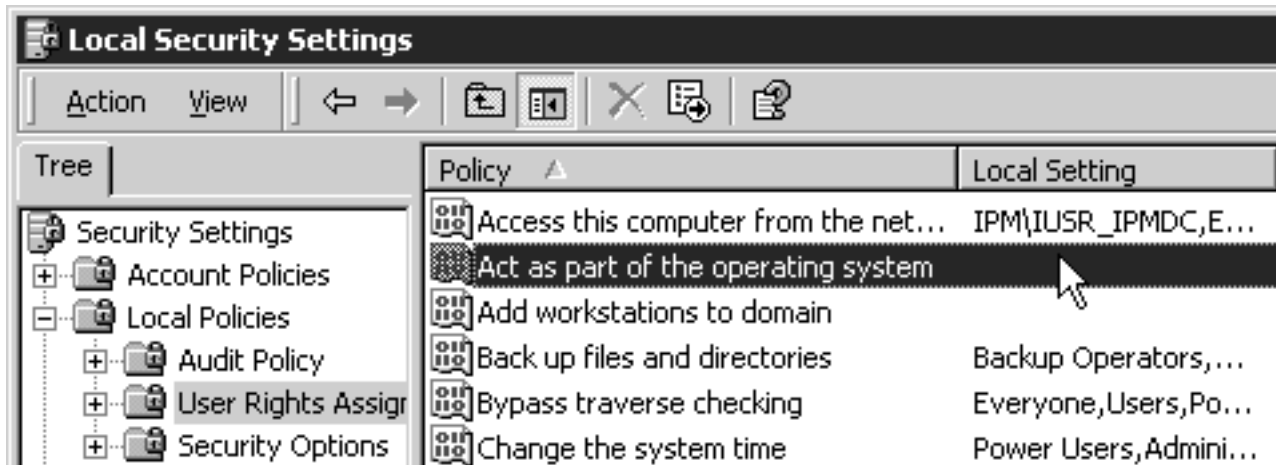 Local Security Settings
Action View
Tree
Policy Local Setting
Security Settings
Account Policies
Local Policies
Audit Policy
User Rights Assigr
Security Options
Access this computer from the net... IPM\IUSR_IPMDC,E...
Act as part of the operating system
Add workstations to domain
Back up files and directories Backup Operators,...
Bypass traverse checking Everyone,Users,Po...
Change the system time Power Users,Admini...